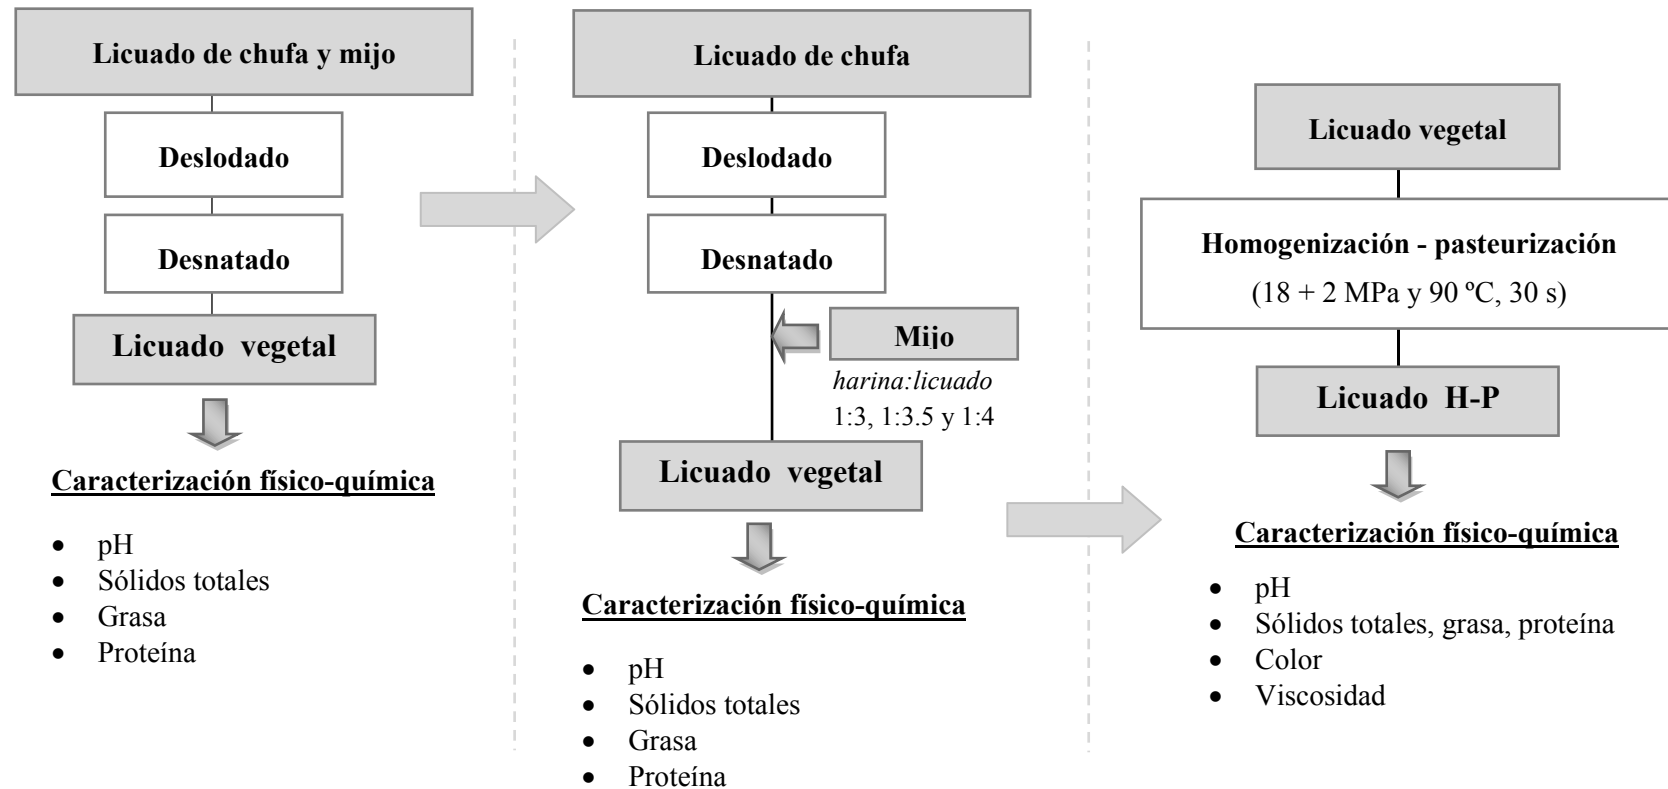 Licuado de chufa y mijo
Deslodado
Desnatado
Licuado vegetal
Caracterización físico-química
• pH
• Sólidos totales
• Grasa
• Proteína
Licuado de chufa
Deslodado
Desnatado
Mijo
harina:licuado
1:3, 1:3.5 y 1:4
Licuado vegetal
Caracterización físico-química
• pH
• Sólidos totales
• Grasa
• Proteína
Licuado vegetal
Homogenización - pasteurización
(18 + 2 MPa y 90 ºC, 30 s)
Licuado H-P
Caracterización físico-química
• pH
• Sólidos totales, grasa, proteína
• Color
• Viscosidad